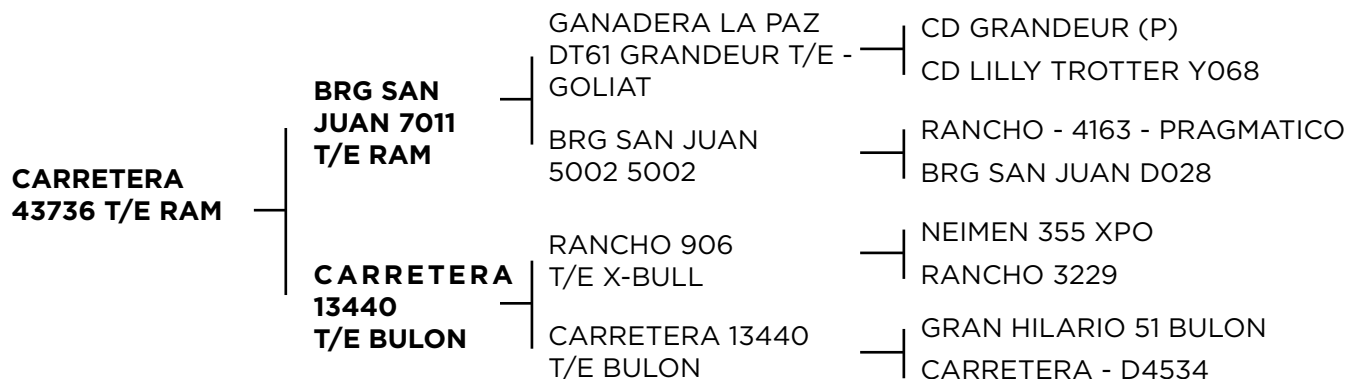 CARRETERA
43736 T/E RAM
BRG SAN
JUAN 7011
T/E RAM
CARRETERA
13440
T/E BULON
GANADERA LA PAZ
DT61 GRANDEUR T/E -
GOLIAT
BRG SAN JUAN
5002 5002
RANCHO 906
T/E X-BULL
CARRETERA 13440
T/E BULON
CD GRANDEUR (P)
CD LILLY TROTTER Y068
RANCHO - 4163 - PRAGMATICO
BRG SAN JUAN D028
NEIMEN 355 XPO
RANCHO 3229
GRAN HILARIO 51 BULON
CARRETERA - D4534